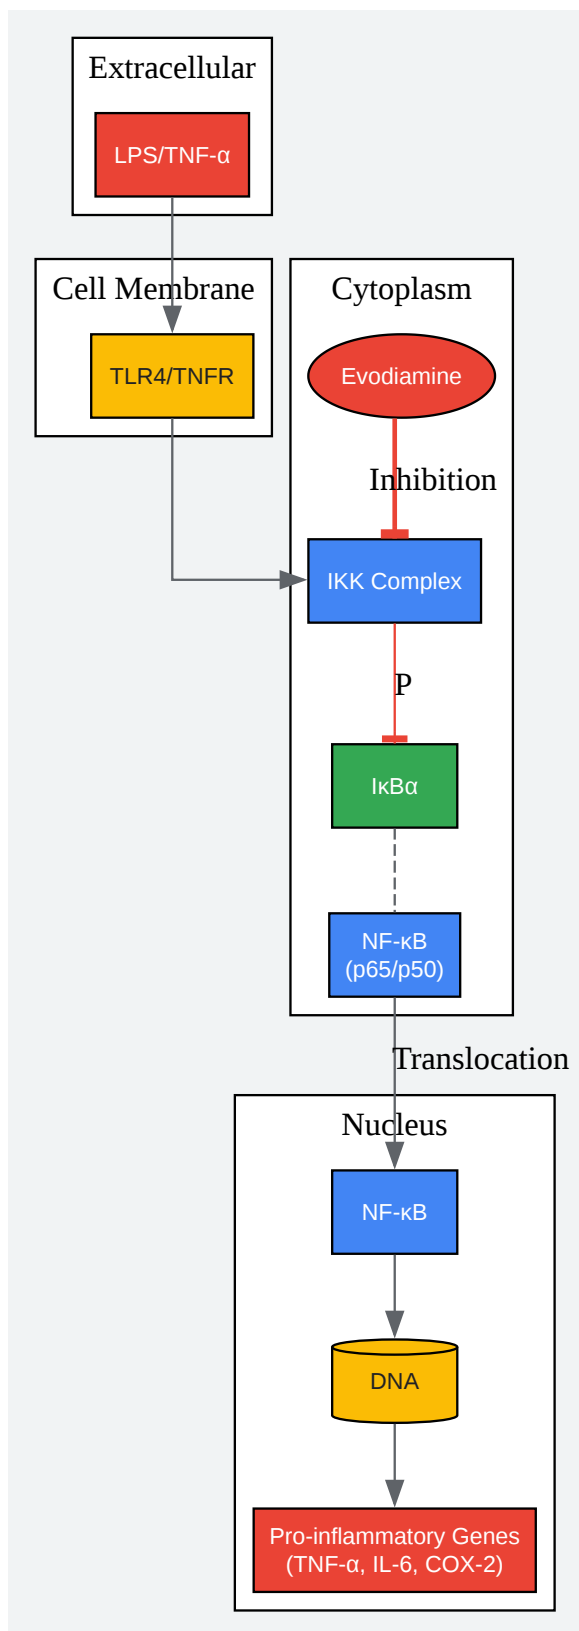 Extracellular
LPS/TNF-α
Cell Membrane
TLR4/TNFR
Cytoplasm
Evodiamine
Inhibition
IKK Complex
P
IκBα
NF-κB
(p65/p50)
Translocation
Nucleus
NF-κB
DNA
Pro-inflammatory Genes
(TNF-α, IL-6, COX-2)